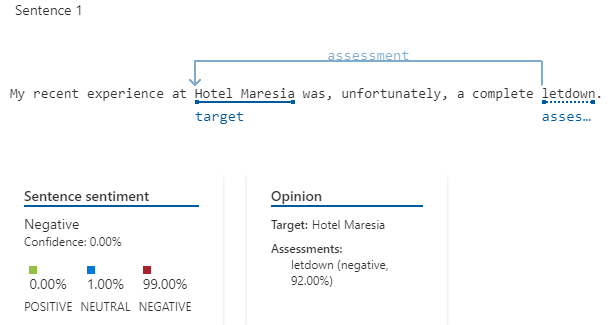 Sentence 1
assessment
My recent experience at Hotel Maresia was, unfortunately, a complete letdown.
target asses…
Sentence sentiment
Negative
Confidence: 0.00%
0.00% 1.00% 99.00%
POSITIVE NEUTRAL NEGATIVE
Opinion
Target: Hotel Maresia
Assessments:
letdown (negative,
92.00%)